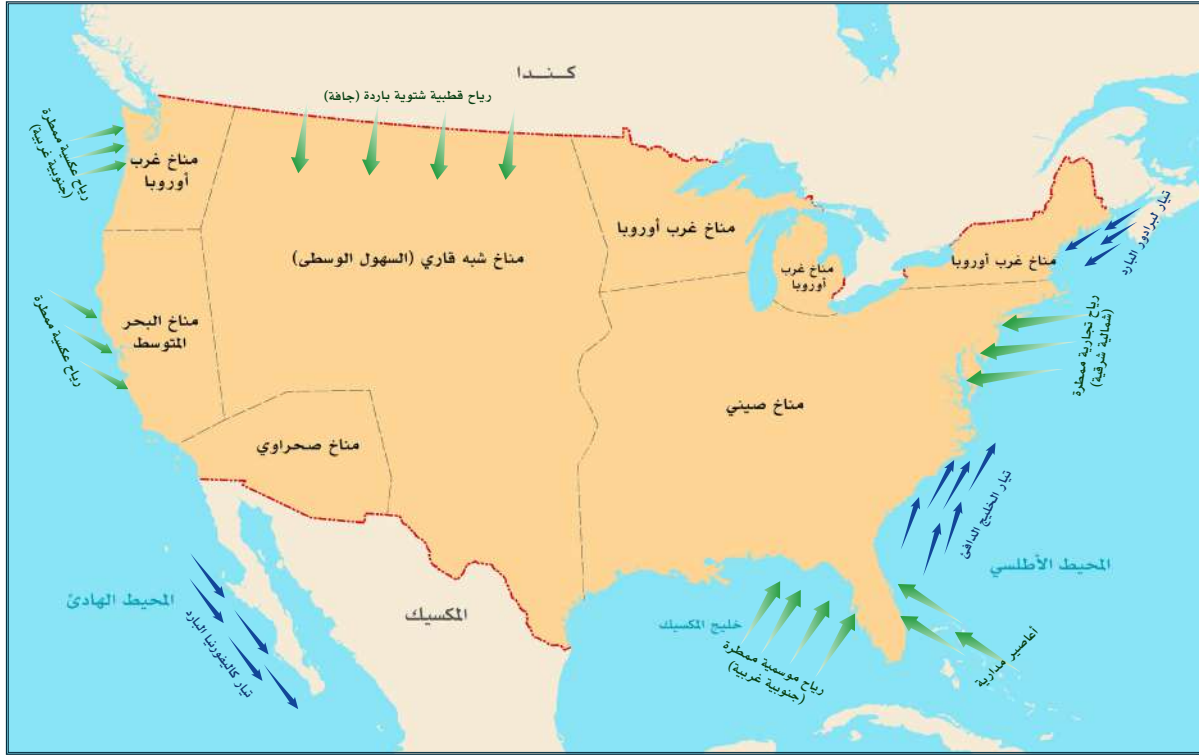 كـنـدا
رياح قطبية شتوية باردة (جافة)
رياح عكسية ممطرة
(جنوبية غربية)
مناخ غرب
أوروبا
مناخ شبه قاري (السهول الوسطى)
مناخ غرب أوروبا
مناخ غرب
أوروبا
مناخ غرب أوروبا
تيار لبرادور البارد
رياح تجارية ممطرة
(شمالية شرقية)
رياح عكسية ممطرة
مناخ البحر
المتوسط
مناخ صحراوي
مناخ صيني
تيار الخليج الدافئ
المحيط الأطلسي
المحيط الهادئ
تيار كاليفورنيا البارد
المكسيك
خليج المكسيك
رياح موسمية ممطرة
(جنوبية غربية)
أعاصير مدارية